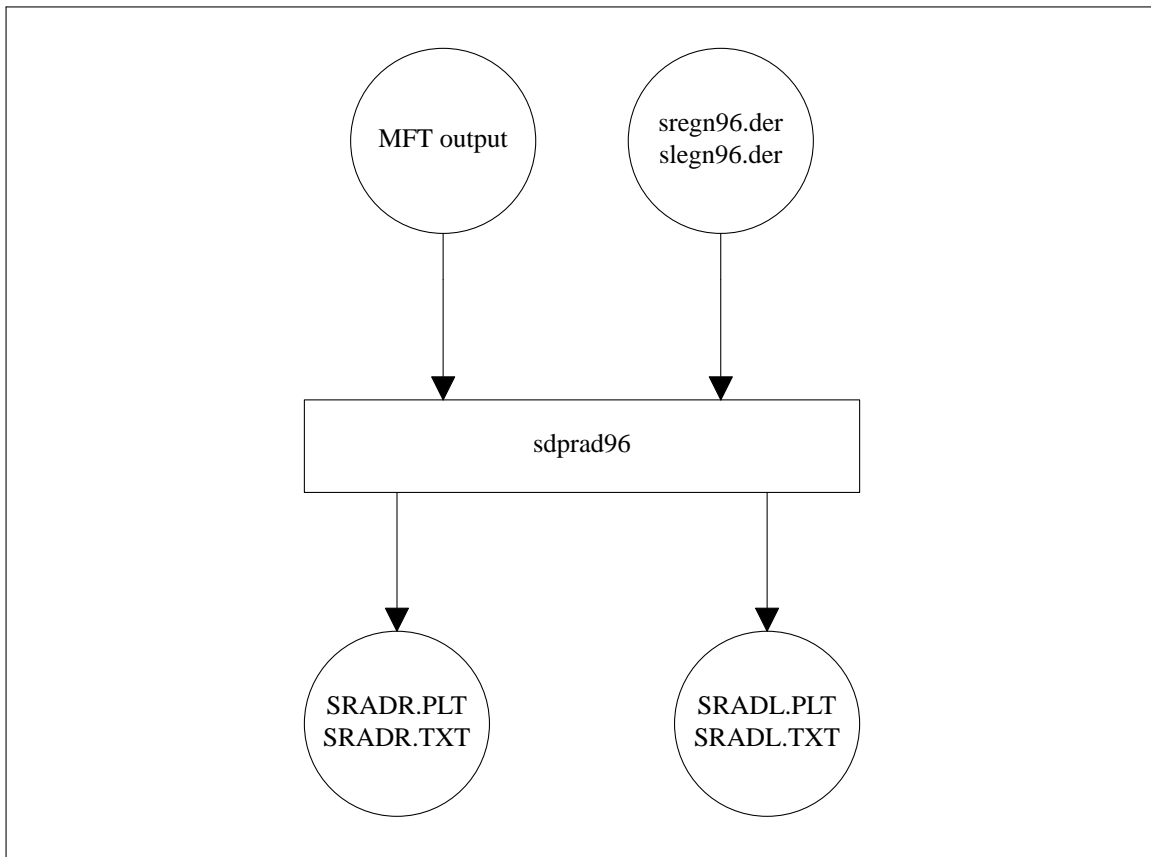 MFT output
sregn96.der
slegn96.der
sdprad96
SRADR.PLT
SRADR.TXT
SRADL.PLT
SRADL.TXT